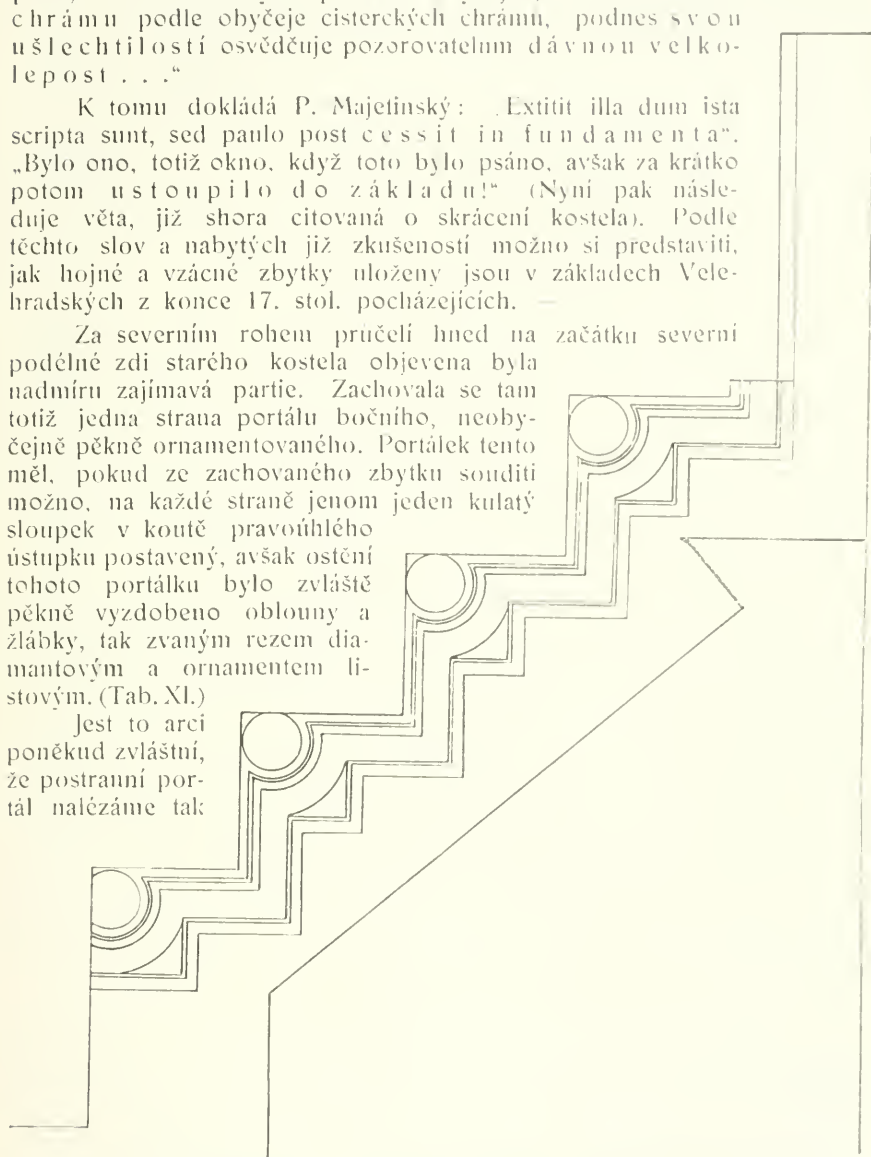 chrámu podle obyčeje cisterckých chrámu, podnes svou
ušlechtilostí osvědčuje pozorovatelum dávnou velko-
lepost . . .“
K tomu dokládá P. Majetinský: Extitit illa dum ista
scripta sunt, sed paulo post cessit in fundamenta“.
„Bylo ono, totiž okno, když toto bylo psáno, avšak za krátko
potom ustoupilo do základu!“ (Nyní pak násle-
duje věta, již shora citovaná o skrácení kostela). Podle
těchto slov a nabytých již zkušeností možno si představiti,
jak hojné a vzácné zbytky uloženy jsou v základech Vele-
hradských z konce 17. stol. pocházejících.
Za severním rohem pručelí hned na začátku severní
podélné zdi starého kostela objevena byla
nadmíru zajímavá partie. Zachovala se tam
totiž jedna strana portálu bočního, neoby-
čejně pěkně ornamentovaného. Portálek tento
měl, pokud ze zachovaného zbytku souditi
možno, na každé straně jenom jeden kulatý
sloupek v koutě pravoúhlého
ústupku postavený, avšak ostění
tohoto portálku bylo zvláště
pěkně vyzdobeno oblouny a
žlábky, tak zvaným rezem dia-
mantovým a ornamentem li-
stovým. (Tab. XI.)
Jest to arci
poněkud zvláštní,
že postranní por-
tál nalézáme tak